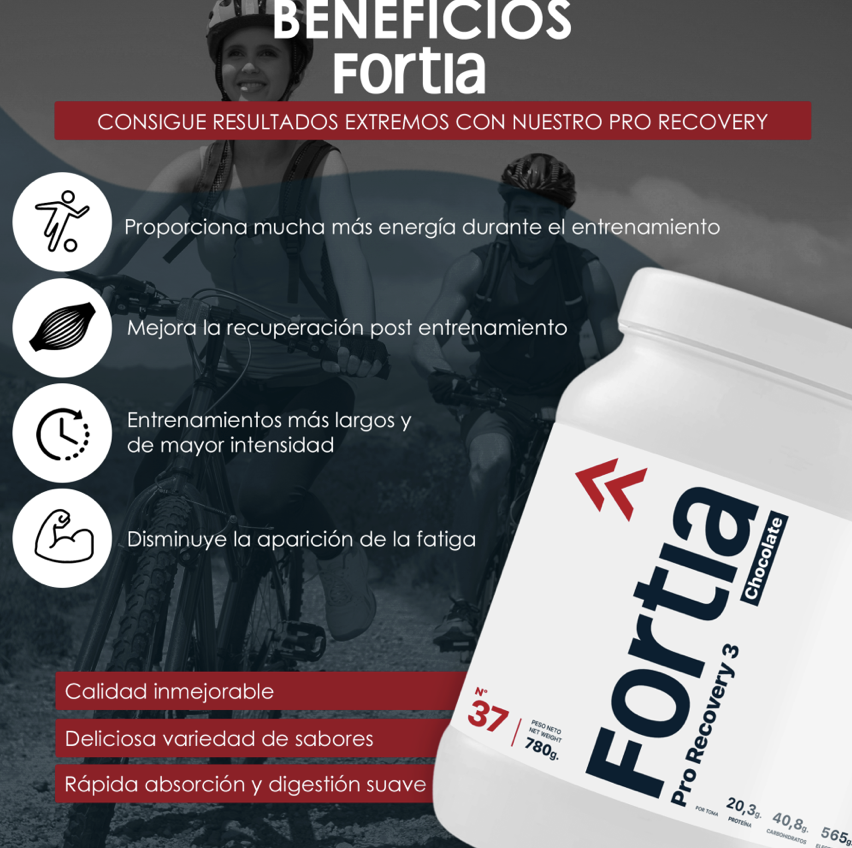 BENEFICIOS
Fortia
CONSIGUE RESULTADOS EXTREMOS CON NUESTRO PRO RECOVERY
Proporciona mucha más energía durante el entrenamiento
Mejora la recuperación post entrenamiento
Entrenamientos más largos y
de mayor intensidad
Disminuye la aparición de la fatiga
Calidad inmejorable
Deliciosa variedad de sabores
Rápida absorción y digestión suave
Fortia
Chocolate
Pro Recovery 3
Nº
37
PESO NETO
NET WEIGHT
780g.
POR TOMA
20,3g.
PROTEÍNA
40,8g.
CARBOHIDRATOS
565g